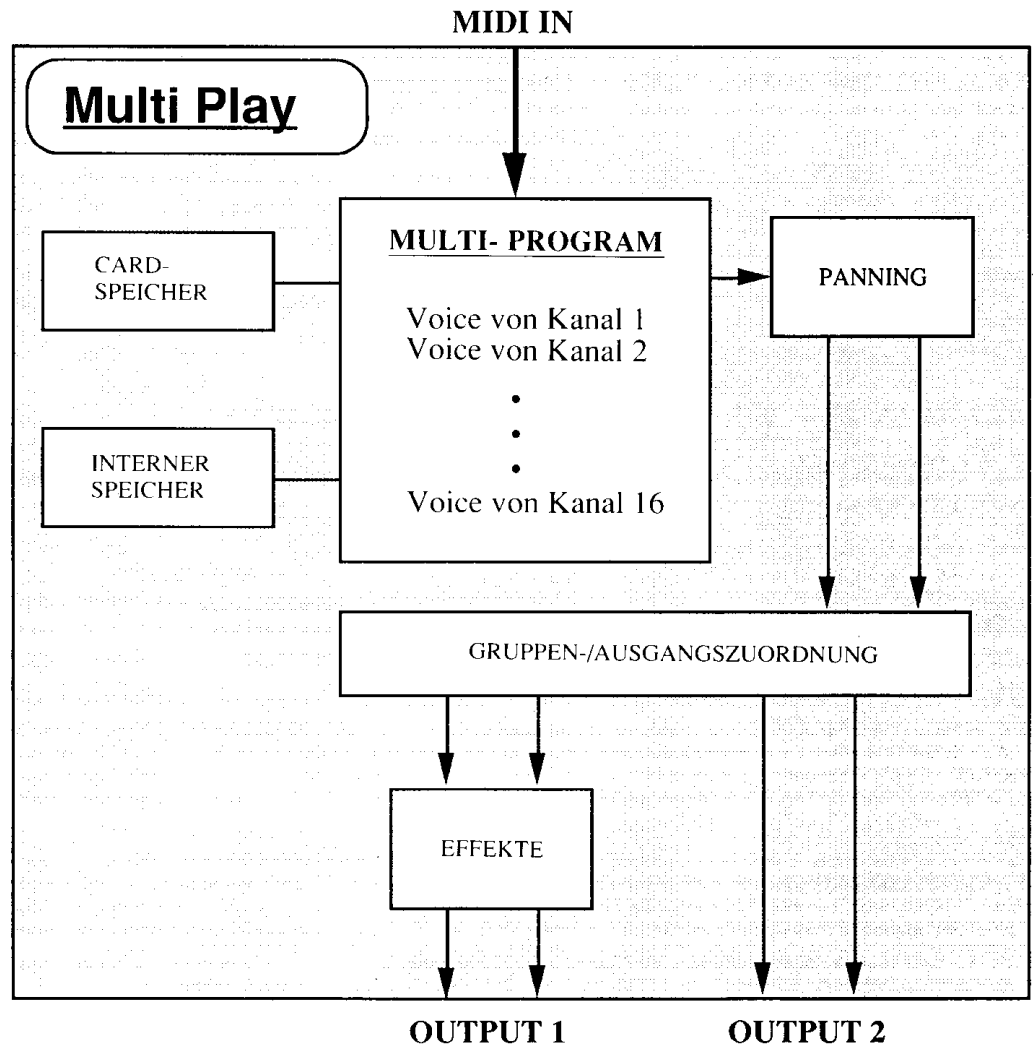 MIDI IN
Multi Play
MULTI- PROGRAM
CARD-
SPEICHER
PANNING
Voice von Kanal 1
Voice von Kanal 2
INTERNER
SPEICHER
Voice von Kanal 16
GRUPPEN-/AUSGANGSZUORDNUNG
EFFEKTE
OUTPUT 1
OUTPUT 2